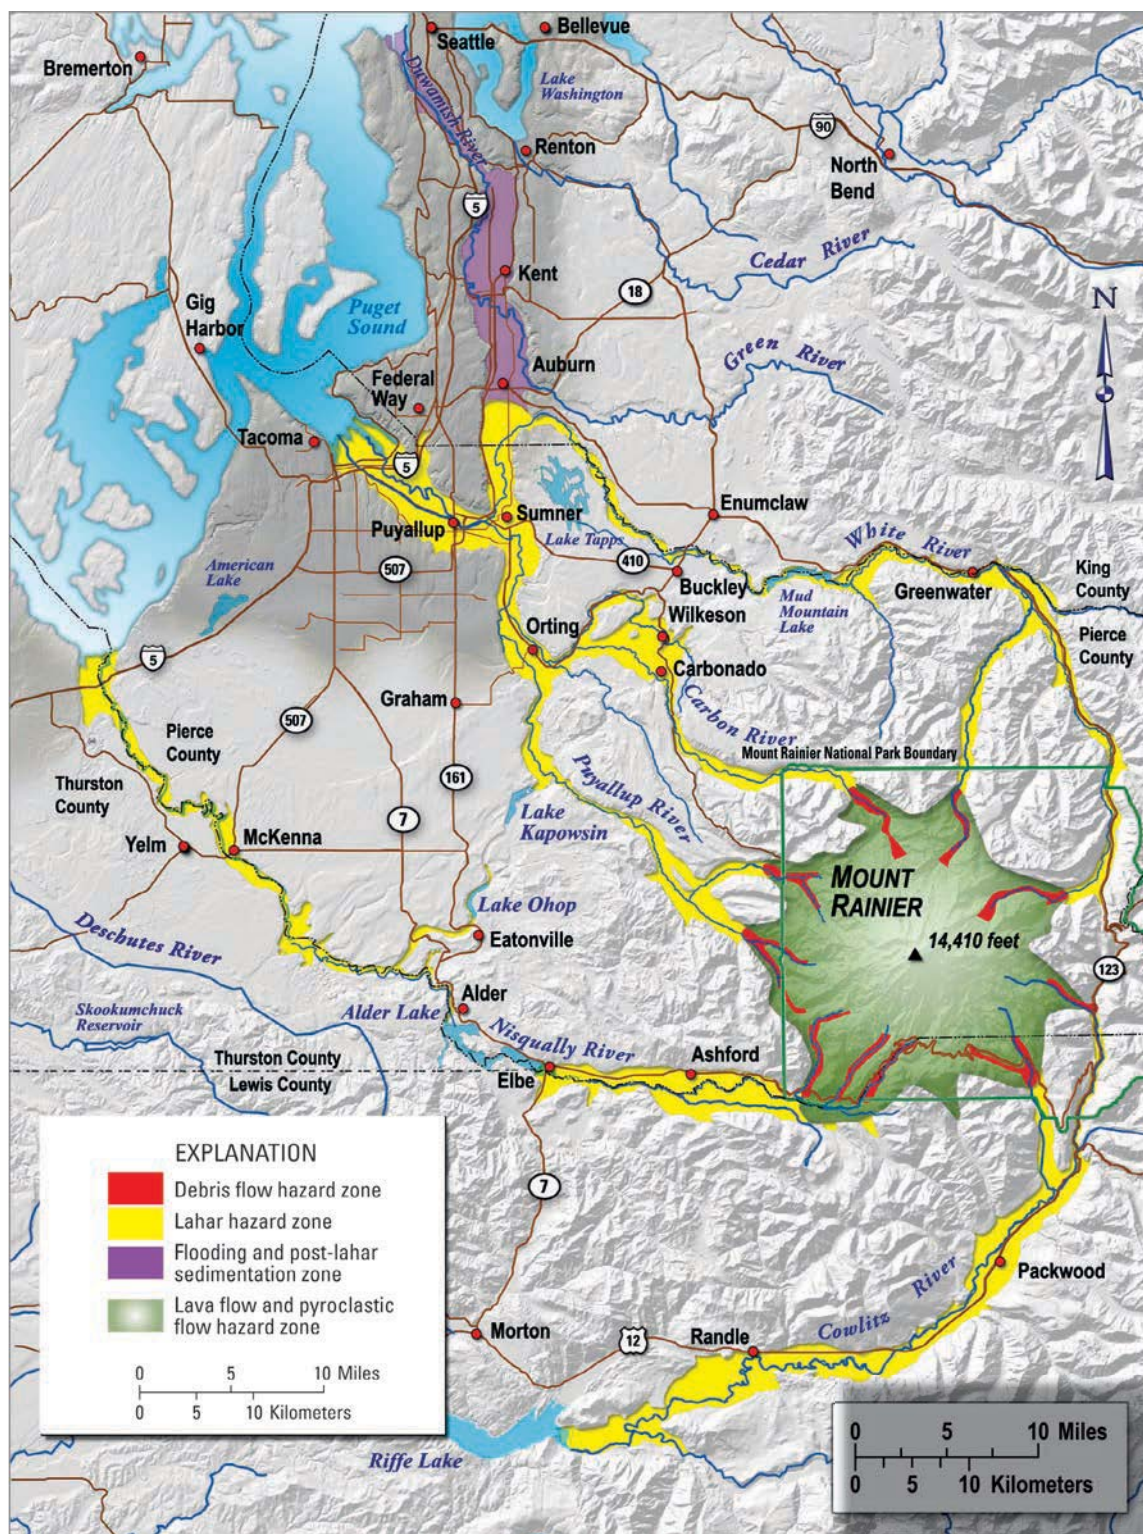 Seattle
Bellevue
Bremerton
Lake
Washington
Duwamish River
Renton
90
North
Bend
5
Kent
Cedar River
18
Puget
Sound
Gig
Harbor
N
Green River
Auburn
Federal
Way
Tacoma
5
Enumclaw
Sumner
Puyallup
Lake Tapps
White River
410
507
American
Lake
Buckley
Mud
Mountain
Lake
Greenwater
King
County
Pierce
County
Wilkeson
Orting
Carbonado
5
Graham
Carbon River
507
Pierce
County
Mount Rainier National Park Boundary
Thurston
County
161
Puyallup River
7
Lake
Kapowsin
Yelm
McKenna
MOUNT
RAINIER
Lake Ohop
Deschutes River
Eatonville
14,410 feet
123
Skookumchuck
Reservoir
Alder Lake
Alder
Nisqually River
Ashford
Thurston County
Lewis County
Elbe
EXPLANATION
Debris flow hazard zone
Lahar hazard zone
Flooding and post-lahar
sedimentation zone
Lava flow and pyroclastic
flow hazard zone
0 5 10 Miles
0 5 10 Kilometers
7
Packwood
Cowlitz River
Morton
12
Randle
Riffe Lake
0 5 10 Miles
0 5 10 Kilometers